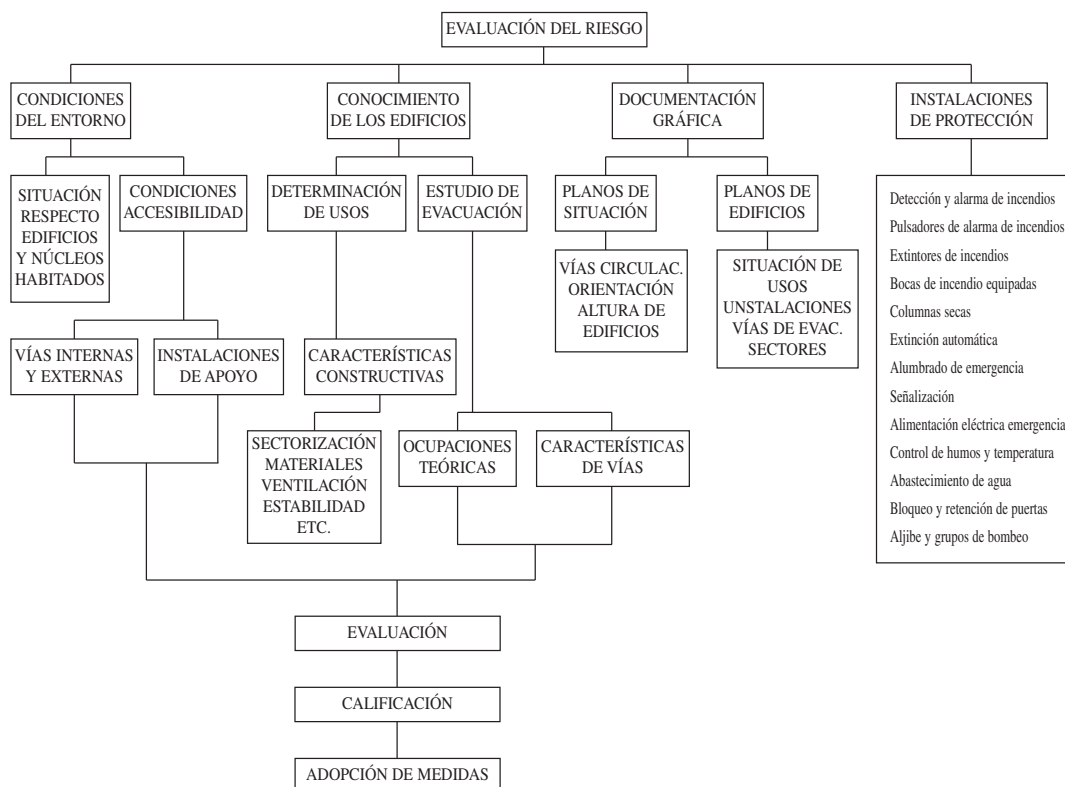 EVALUACIÓN DEL RIESGO
CONDICIONES
DEL ENTORNO
CONOCIMIENTO
DE LOS EDIFICIOS
DOCUMENTACIÓN
GRÁFICA
INSTALACIONES
DE PROTECCIÓN
SITUACIÓN
RESPECTO
EDIFICIOS
Y NÚCLEOS
HABITADOS
CONDICIONES
ACCESIBILIDAD
DETERMINACIÓN
DE USOS
ESTUDIO DE
EVACUACIÓN
PLANOS DE
SITUACIÓN
PLANOS DE
EDIFICIOS
Detección y alarma de incendios
Pulsadores de alarma de incendios
Extintores de incendios
Bocas de incendio equipadas
Columnas secas
Extinción automática
Alumbrado de emergencia
Señalización
Alimentación eléctrica emergencia
Control de humos y temperatura
Abastecimiento de agua
Bloqueo y retención de puertas
Aljibe y grupos de bombeo
VÍAS CIRCULAC.
ORIENTACIÓN
ALTURA DE
EDIFICIOS
SITUACIÓN DE
USOS
UNSTALACIONES
VÍAS DE EVAC.
SECTORES
VÍAS INTERNAS
Y EXTERNAS
INSTALACIONES
DE APOYO
CARACTERÍSTICAS
CONSTRUCTIVAS
SECTORIZACIÓN
MATERIALES
VENTILACIÓN
ESTABILIDAD
ETC.
OCUPACIONES
TEÓRICAS
CARACTERÍSTICAS
DE VÍAS
EVALUACIÓN
CALIFICACIÓN
ADOPCIÓN DE MEDIDAS